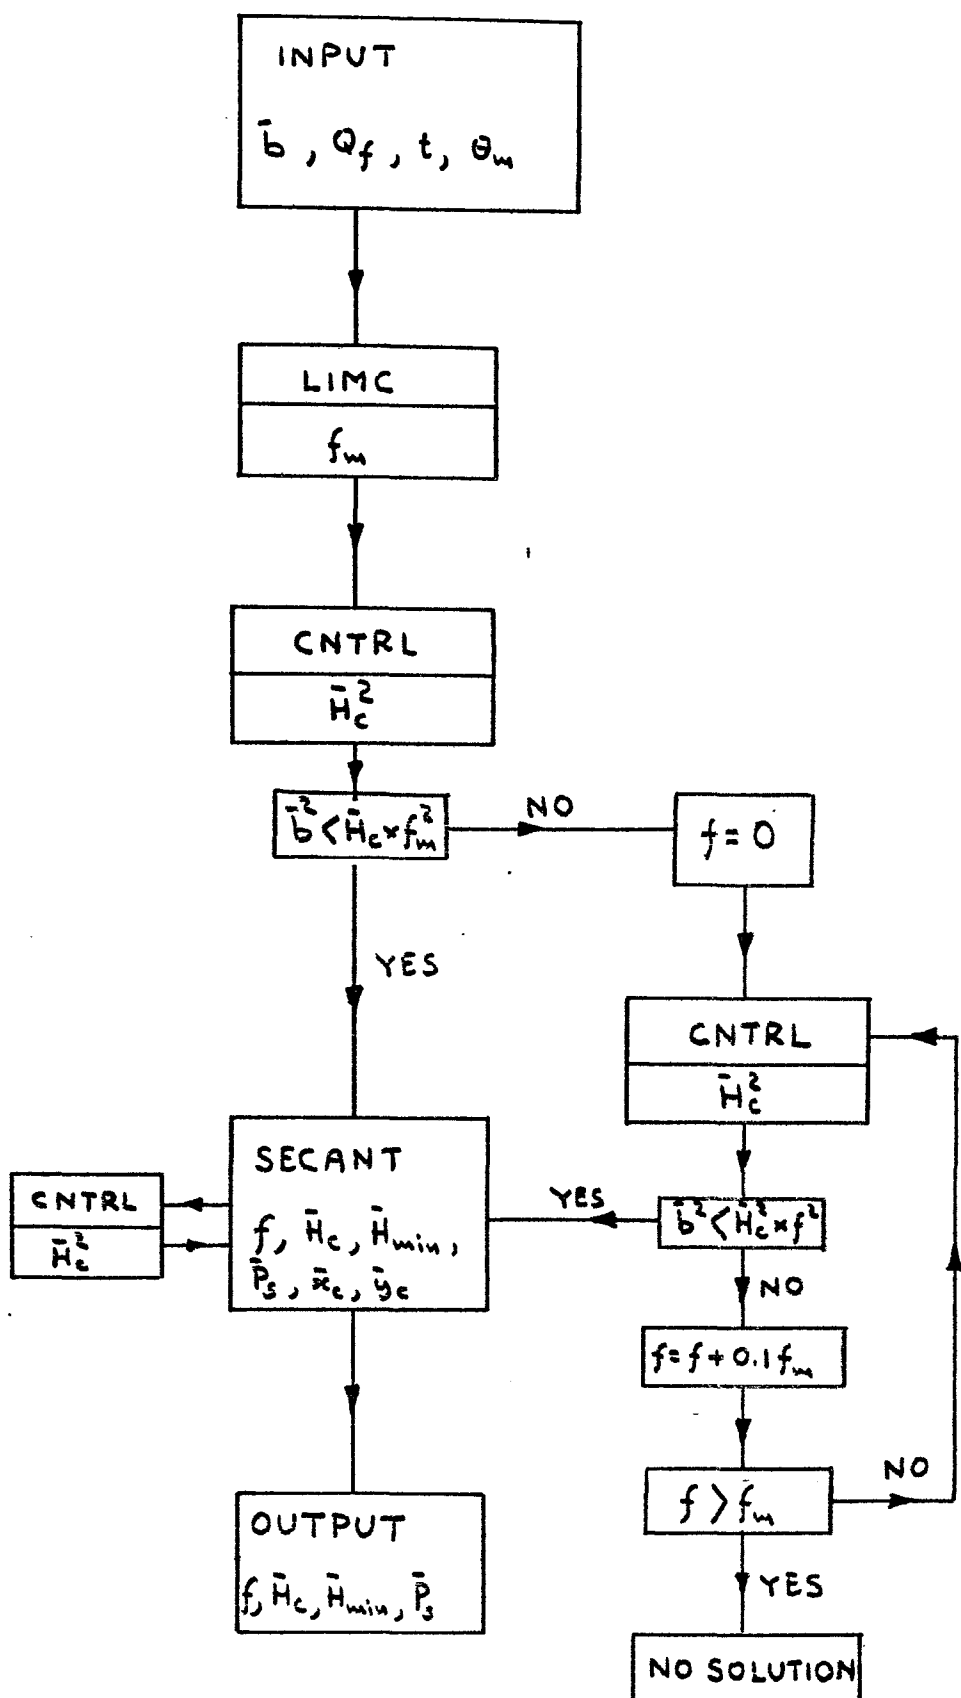 INPUT
b̄ , Q_f , t, θ_m
LIMC
f_m
CNTRL
H̄_c²
b̄² < H̄_c × f_m²
NO
f = 0
YES
CNTRL
H̄_c²
SECANT
f, H̄_c, H̄_min,
P̄_s, x̄_c, ȳ_c
CNTRL
H̄_c²
YES
b̄² < H̄_c² × f²
NO
f = f + 0.1 f_m
f > f_m
NO
YES
NO SOLUTION
OUTPUT
f, H̄_c, H̄_min, P̄_s